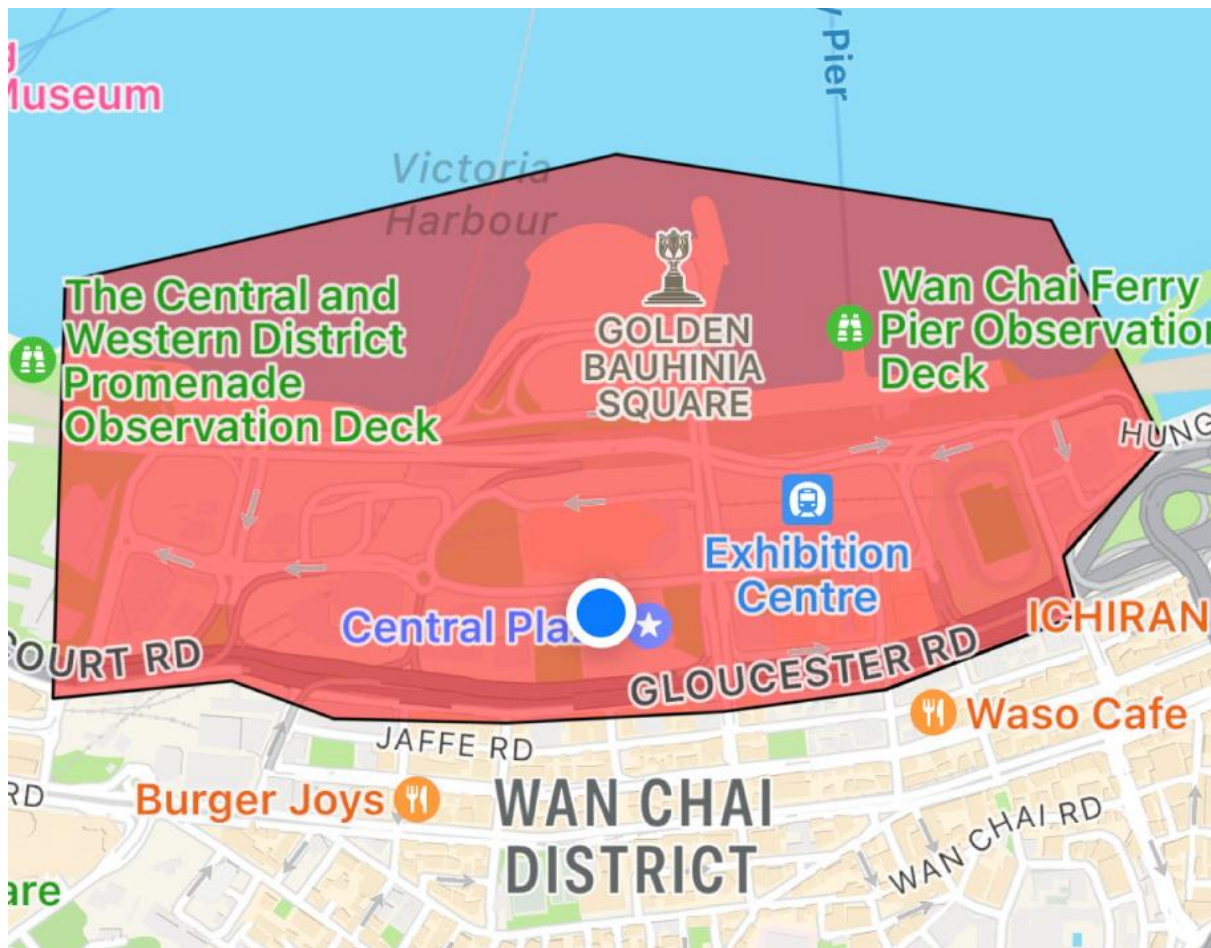 Museum
Pier
Victoria
Harbour
The Central and
Western District
Promenade
Observation Deck
GOLDEN
BAUHINIA
SQUARE
Wan Chai Ferry
Pier Observation
Deck
HUNG
Exhibition
Centre
Central Plaz
ICHIRAN
COURT RD
GLOUCESTER RD
Waso Cafe
JAFFE RD
RD
Burger Joys
WAN CHAI
DISTRICT
WAN CHAI RD
are